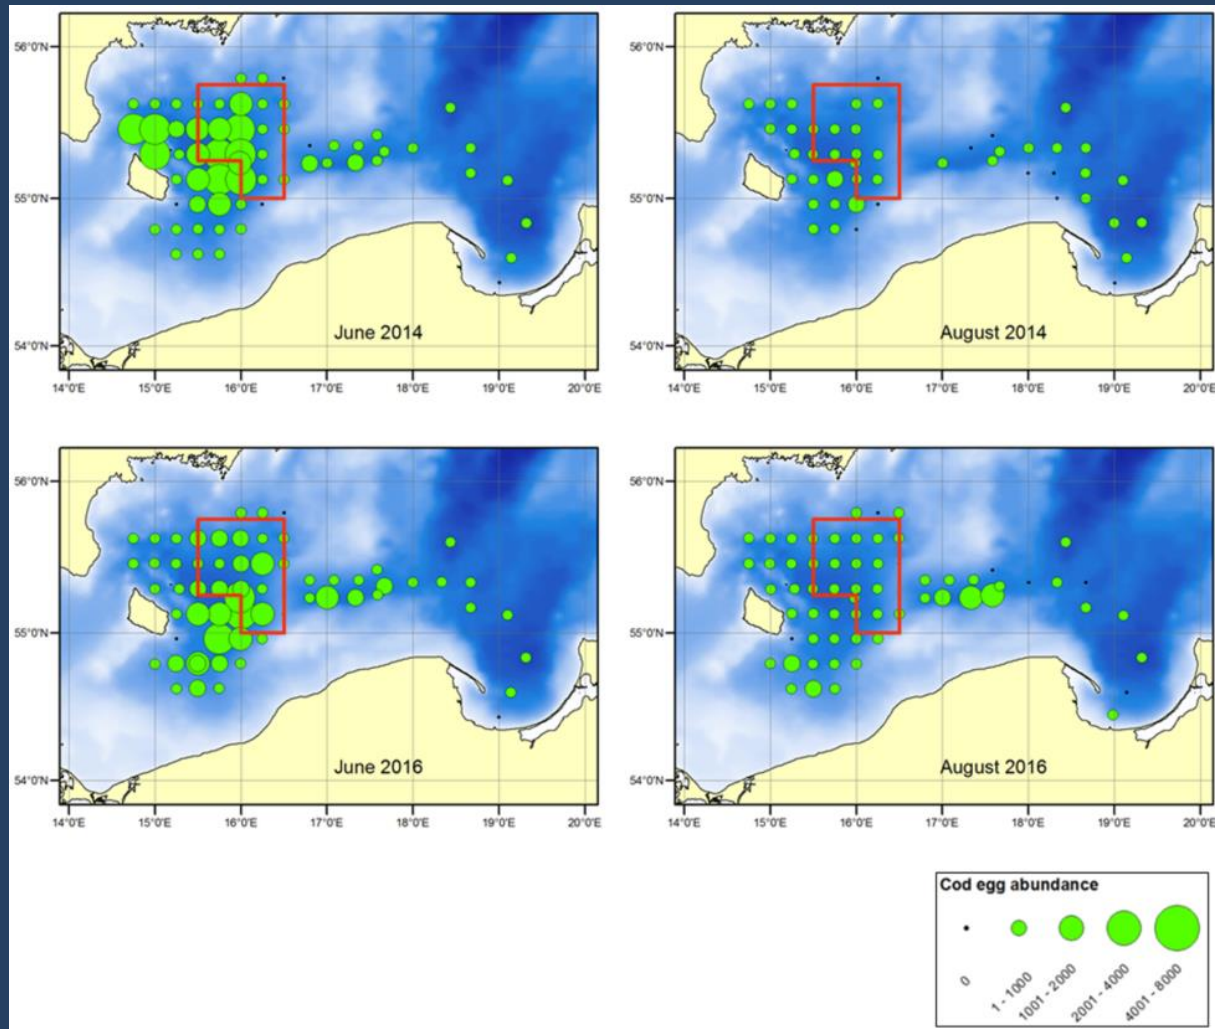 56°0'N
55°0'N
June 2014
54°0'N
14°0'E 15°0'E 16°0'E 17°0'E 18°0'E 19°0'E 20°0'E
56°0'N
55°0'N
August 2014
54°0'N
14°0'E 15°0'E 16°0'E 17°0'E 18°0'E 19°0'E 20°0'E
56°0'N
55°0'N
June 2016
54°0'N
14°0'E 15°0'E 16°0'E 17°0'E 18°0'E 19°0'E 20°0'E
56°0'N
55°0'N
August 2016
54°0'N
14°0'E 15°0'E 16°0'E 17°0'E 18°0'E 19°0'E 20°0'E
Cod egg abundance
0
1 - 1000
1001 - 2000
2001 - 4000
4001 - 8000